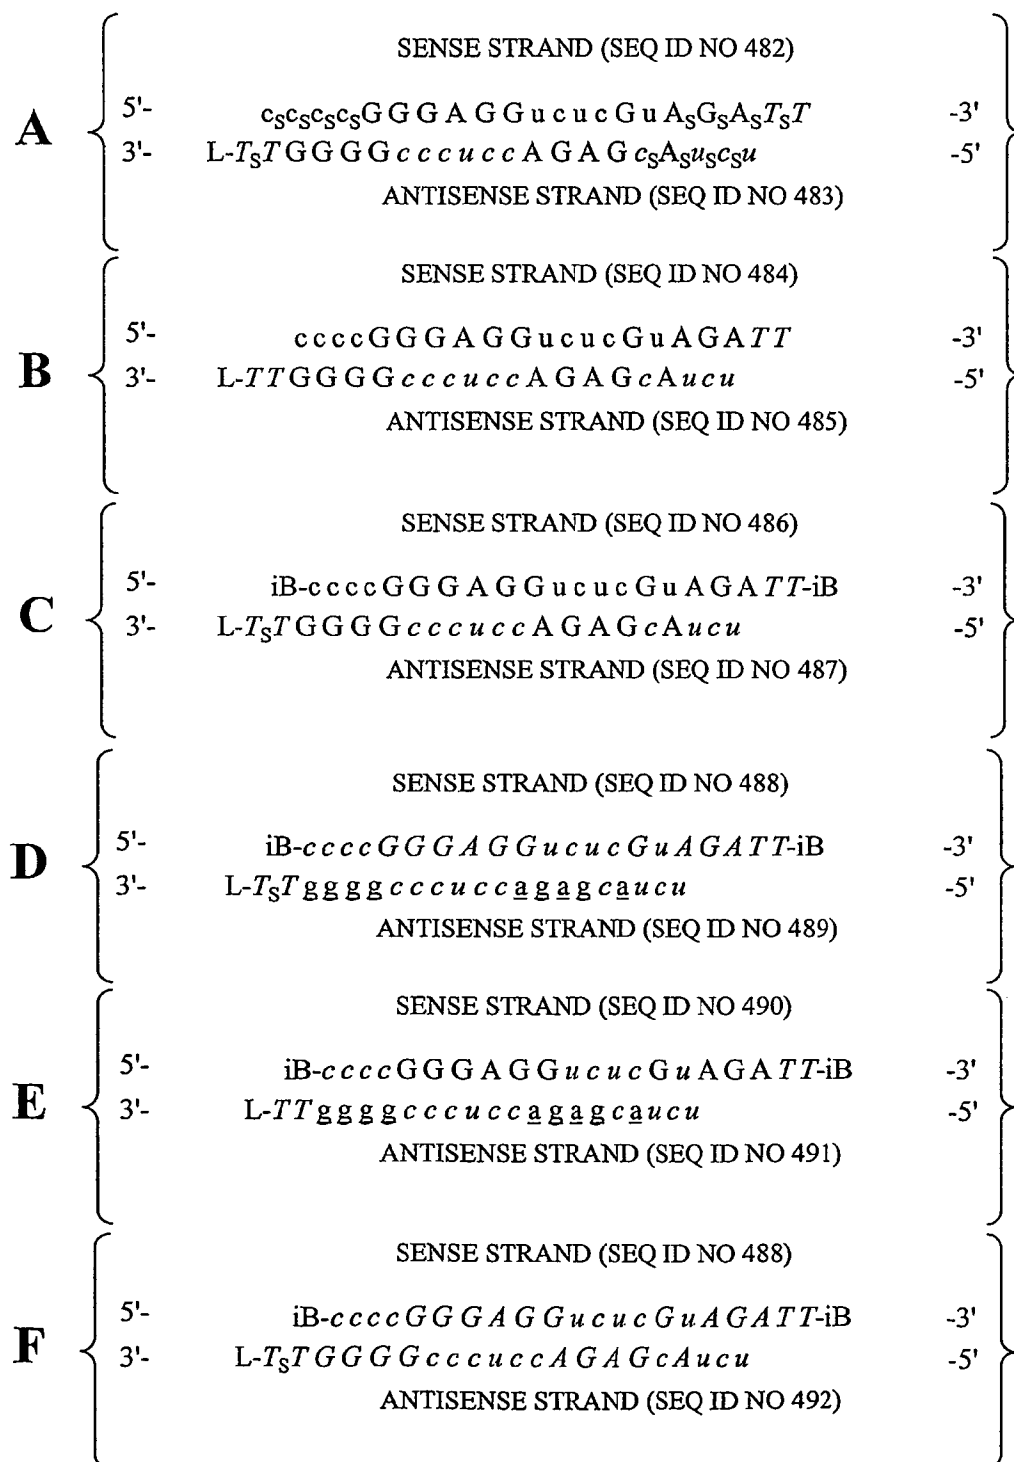 SENSE STRAND (SEQ ID NO 482)
A 5'- cScScScSGGGAGGucucGuASGSASTST -3'
3'- L-TSTGGGGcccuccAGAGcSASuScSu -5'
ANTISENSE STRAND (SEQ ID NO 483)
SENSE STRAND (SEQ ID NO 484)
B 5'- ccccGGGAGGucucGuAGATT -3'
3'- L-TTGGGGcccuccAGAGcAucu -5'
ANTISENSE STRAND (SEQ ID NO 485)
SENSE STRAND (SEQ ID NO 486)
C 5'- iB-ccccGGGAGGucucGuAGATT-iB -3'
3'- L-TSTGGGGcccuccAGAGcAucu -5'
ANTISENSE STRAND (SEQ ID NO 487)
SENSE STRAND (SEQ ID NO 488)
D 5'- iB-ccccGGGAGGucucGuAGATT-iB -3'
3'- L-TSTggggcccuccagagcaucu -5'
ANTISENSE STRAND (SEQ ID NO 489)
SENSE STRAND (SEQ ID NO 490)
E 5'- iB-ccccGGGAGGucucGuAGATT-iB -3'
3'- L-TTggggcccuccagagcaucu -5'
ANTISENSE STRAND (SEQ ID NO 491)
SENSE STRAND (SEQ ID NO 488)
F 5'- iB-ccccGGGAGGucucGuAGATT-iB -3'
3'- L-TSTGGGGcccuccAGAGcAucu -5'
ANTISENSE STRAND (SEQ ID NO 492)